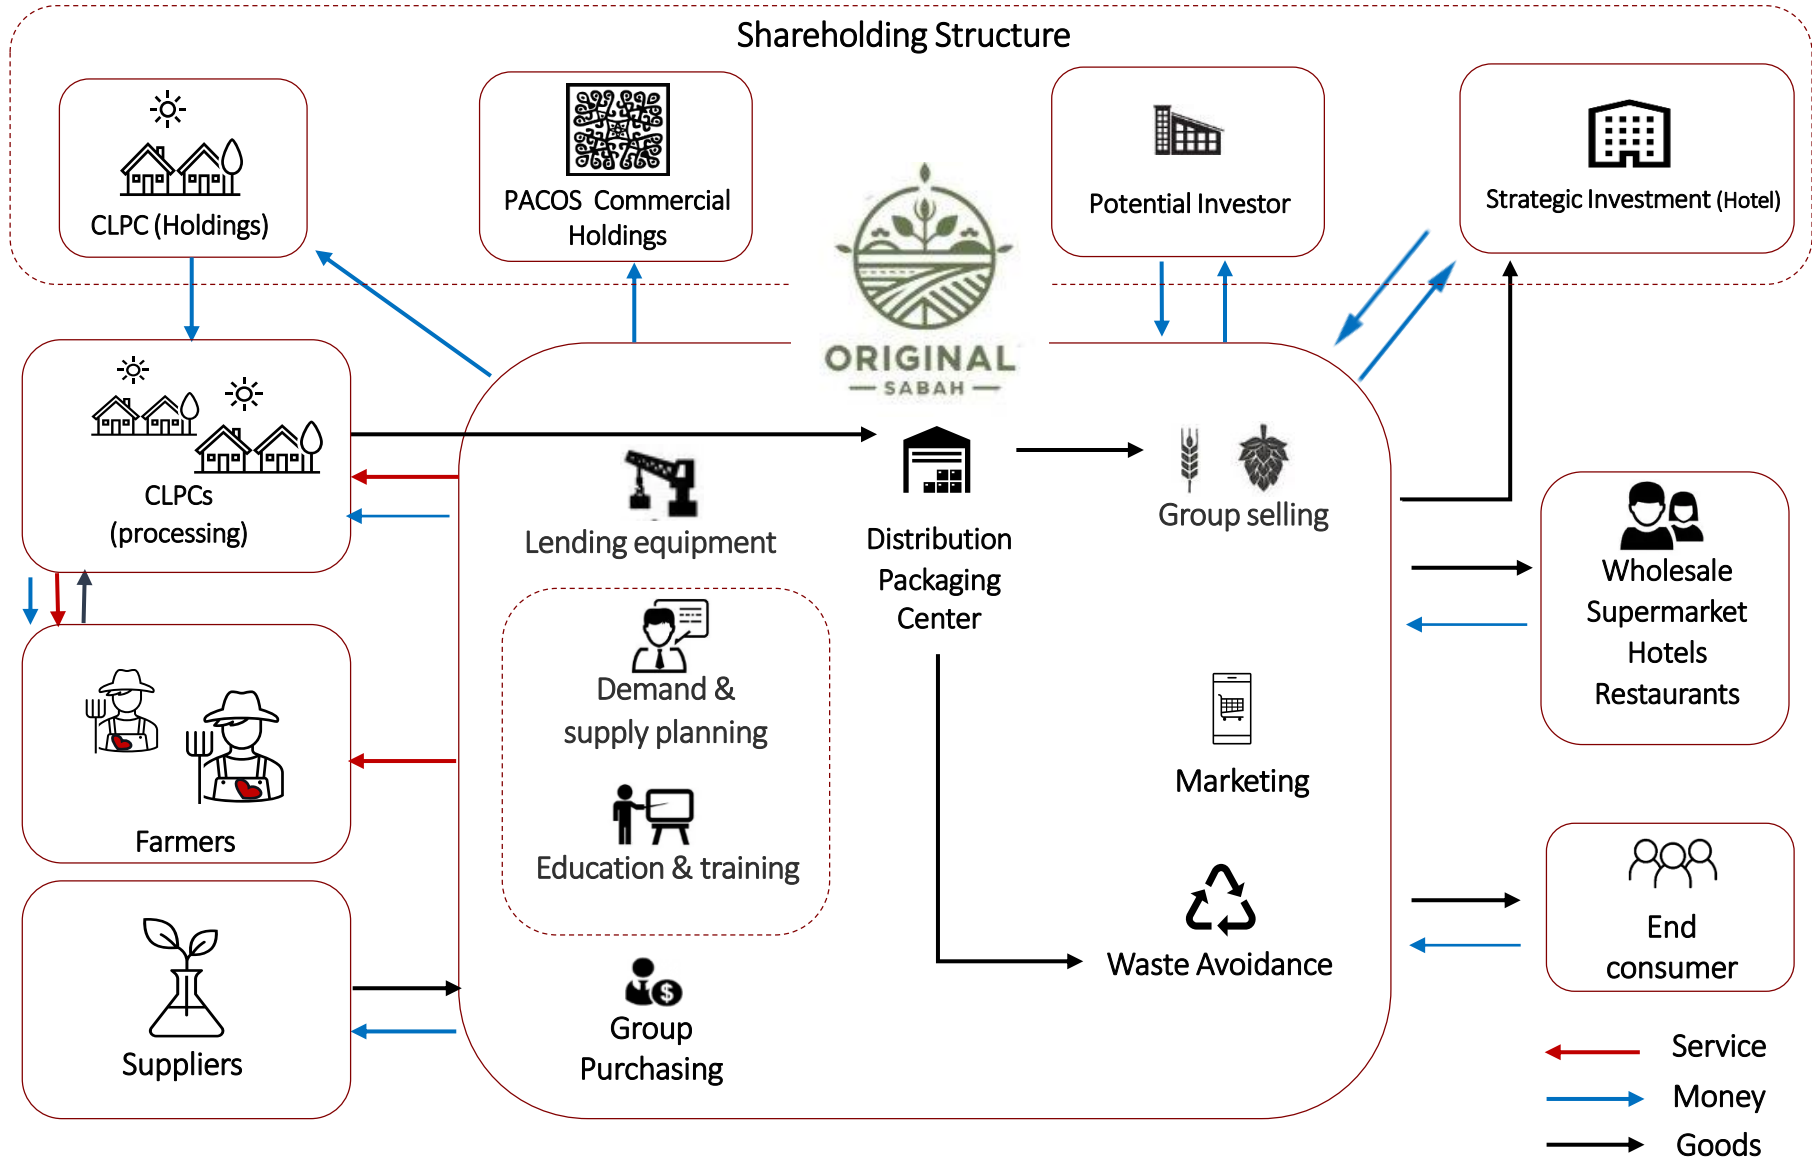 Shareholding Structure
CLPC (Holdings)
PACOS Commercial
Holdings
Potential Investor
Strategic Investment (Hotel)
ORIGINAL
SABAH
CLPCs
(processing)
Lending equipment
Distribution
Packaging
Center
Group selling
Wholesale
Supermarket
Hotels
Restaurants
Demand &
supply planning
Marketing
Farmers
Education & training
End
consumer
Waste Avoidance
Suppliers
Group
Purchasing
Service
Money
Goods